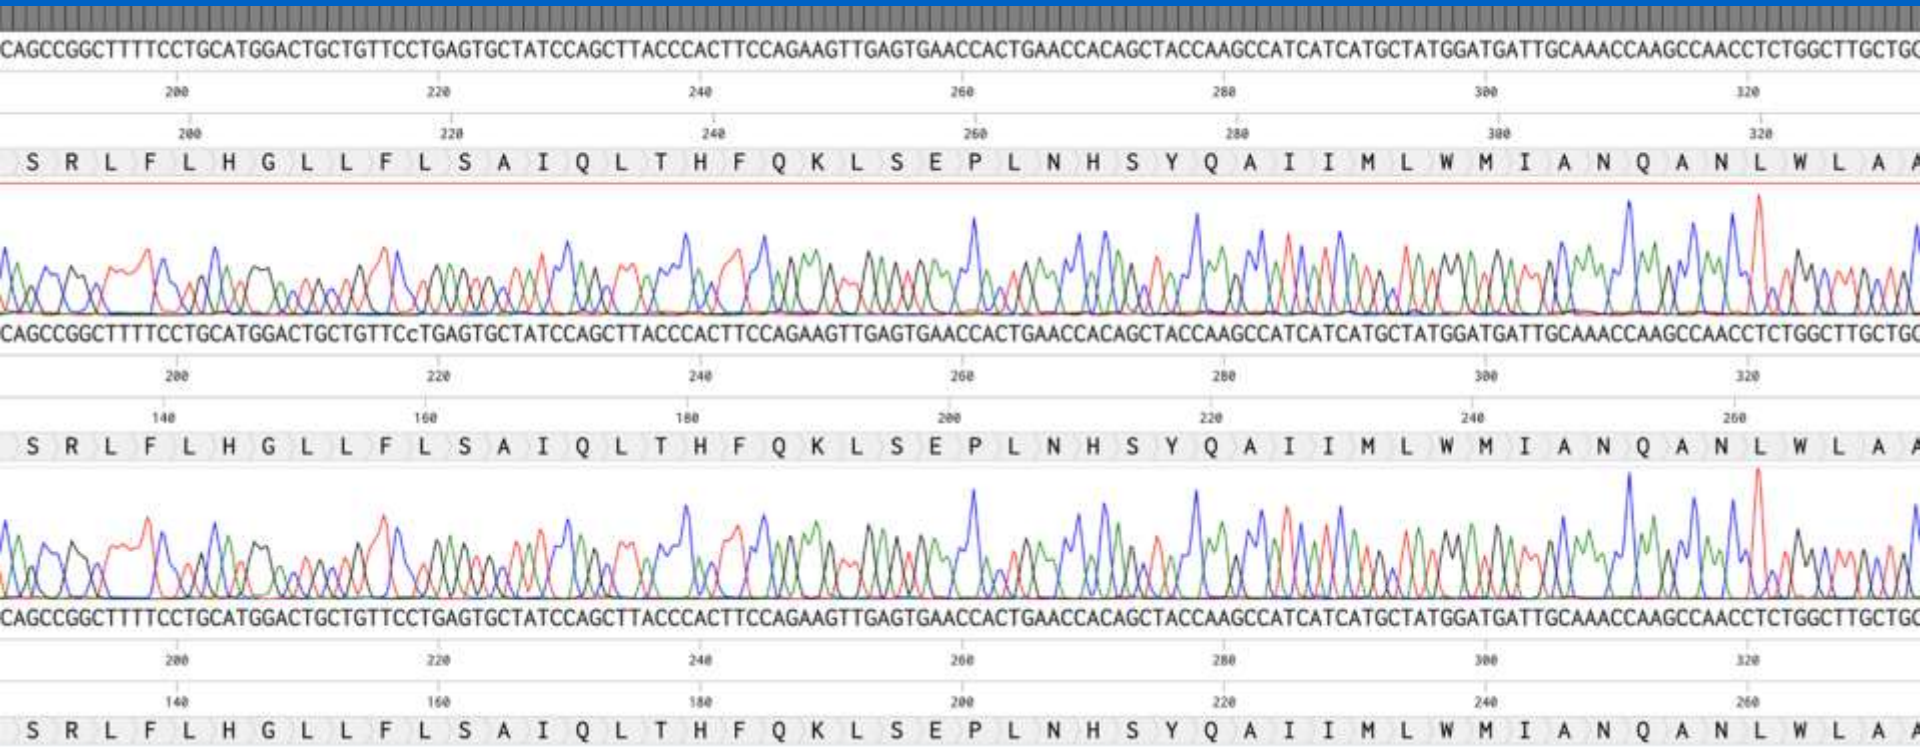 CAGCCGGCTTTTCCTGCATGGACTGCTGTTCCTGAGTGCTATCCAGCTTACCCACTTCCAGAAGTTGAGTGAACCACTGAACCACAGCTACCAAGCCATCATCATGCTATGGATGATTGCAAACCAAGCCAACCTCTGGCTTGCTGC
200 220 240 260 280 300 320
200 220 240 260 280 300 320
S R L F L H G L L F L S A I Q L T H F Q K L S E P L N H S Y Q A I I M L W M I A N Q A N L W L A A
CAGCCGGCTTTTCCTGCATGGACTGCTGTTCcTGAGTGCTATCCAGCTTACCCACTTCCAGAAGTTGAGTGAACCACTGAACCACAGCTACCAAGCCATCATCATGCTATGGATGATTGCAAACCAAGCCAACCTCTGGCTTGCTGC
200 220 240 260 280 300 320
140 160 180 200 220 240 260
S R L F L H G L L F L S A I Q L T H F Q K L S E P L N H S Y Q A I I M L W M I A N Q A N L W L A A
CAGCCGGCTTTTCCTGCATGGACTGCTGTTCCTGAGTGCTATCCAGCTTACCCACTTCCAGAAGTTGAGTGAACCACTGAACCACAGCTACCAAGCCATCATCATGCTATGGATGATTGCAAACCAAGCCAACCTCTGGCTTGCTGC
200 220 240 260 280 300 320
140 160 180 200 220 240 260
S R L F L H G L L F L S A I Q L T H F Q K L S E P L N H S Y Q A I I M L W M I A N Q A N L W L A A